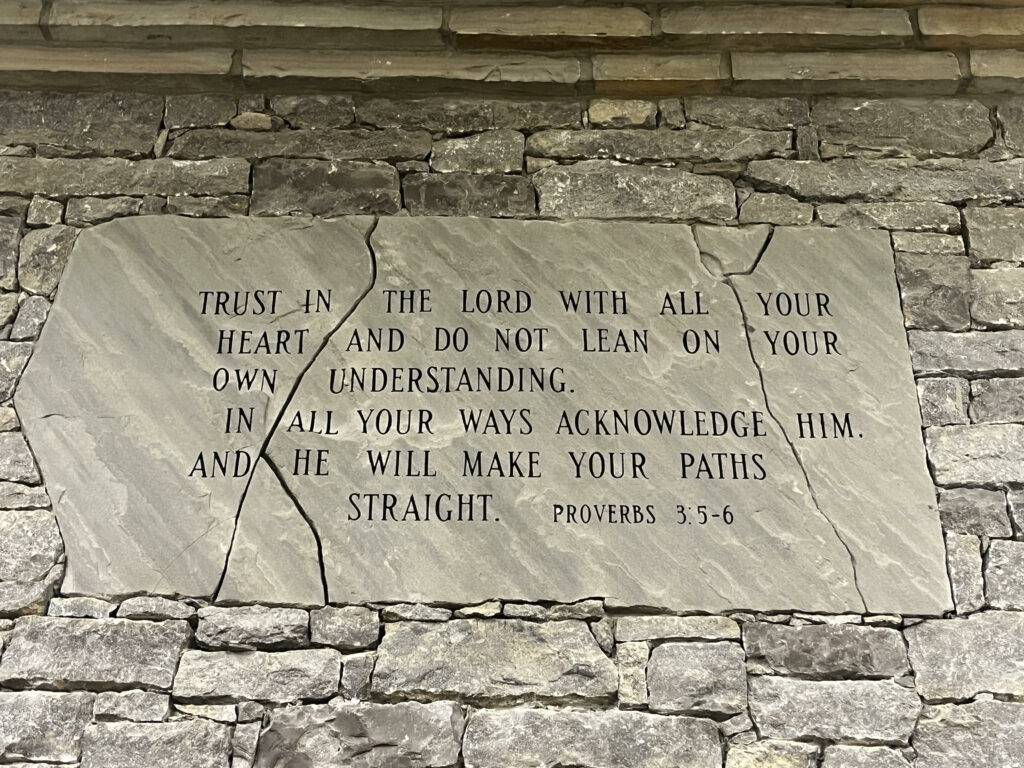 TRUST IN THE LORD WITH ALL YOUR
HEART AND DO NOT LEAN ON YOUR
OWN UNDERSTANDING.
IN ALL YOUR WAYS ACKNOWLEDGE HIM.
AND HE WILL MAKE YOUR PATHS
STRAIGHT. PROVERBS 3:5-6